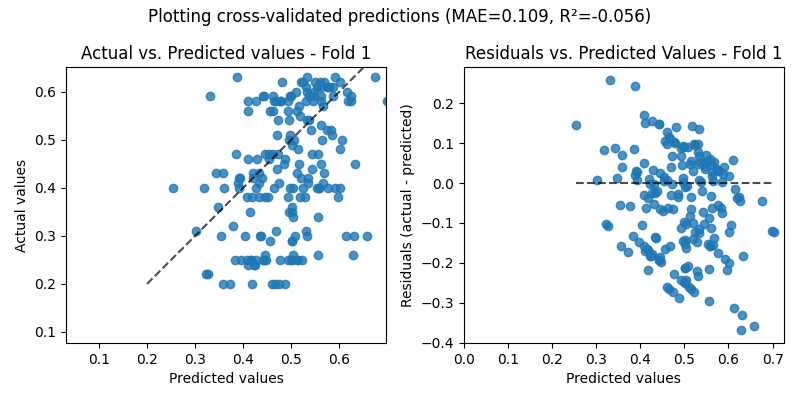 Plotting cross-validated predictions (MAE=0.109, R²=-0.056)
Actual vs. Predicted values - Fold 1
Actual values
0.6
0.5
0.4
0.3
0.2
0.1
0.1 0.2 0.3 0.4 0.5 0.6
Predicted values
Residuals vs. Predicted Values - Fold 1
Residuals (actual - predicted)
0.2
0.1
0.0
−0.1
−0.2
−0.3
−0.4
0.0 0.1 0.2 0.3 0.4 0.5 0.6 0.7
Predicted values